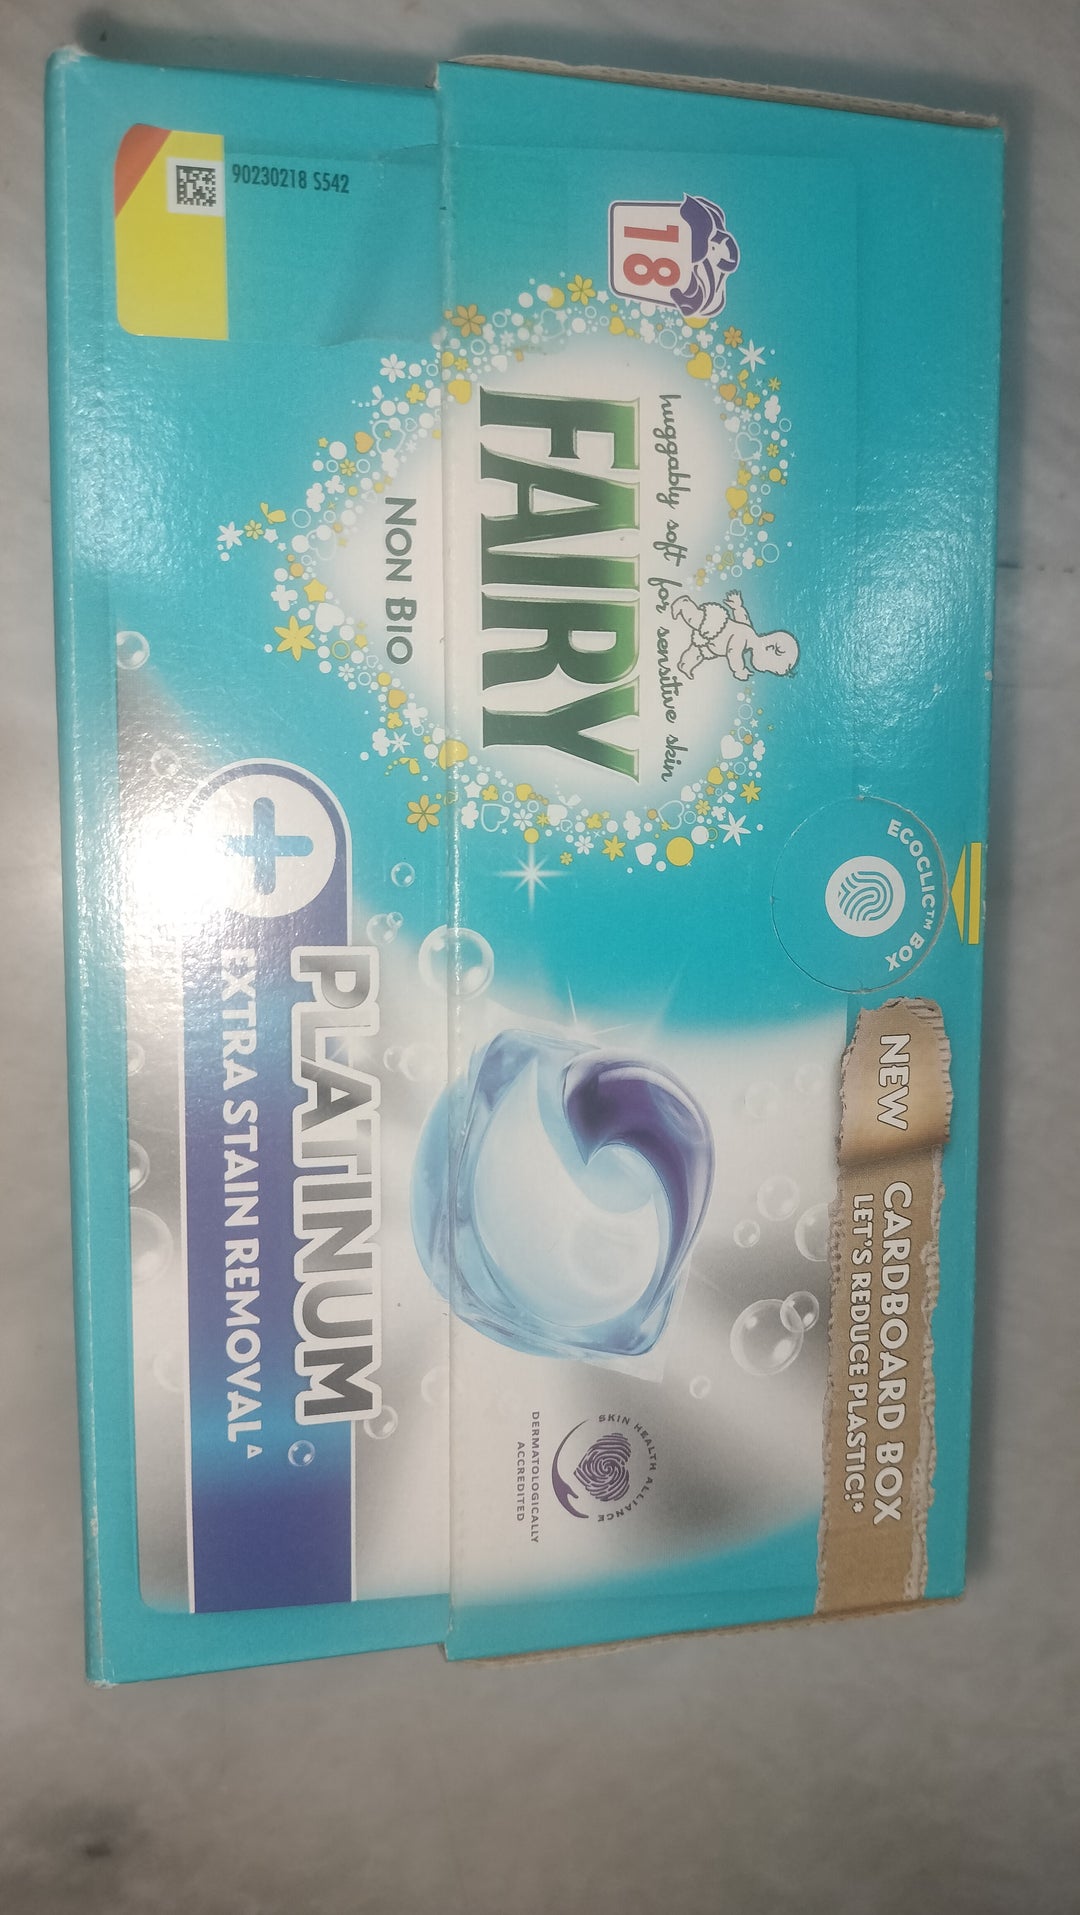 90230218 S542
18
huggably soft for sensitive skin
FAIRY
NON BIO
ECOCLIC™ BOX
NEW
CARDBOARD BOX
LET'S REDUCE PLASTIC!*
PLATINUM
EXTRA STAIN REMOVAL△
SKIN HEALTH ALLIANCE
DERMATOLOGICALLY
ACCREDITED